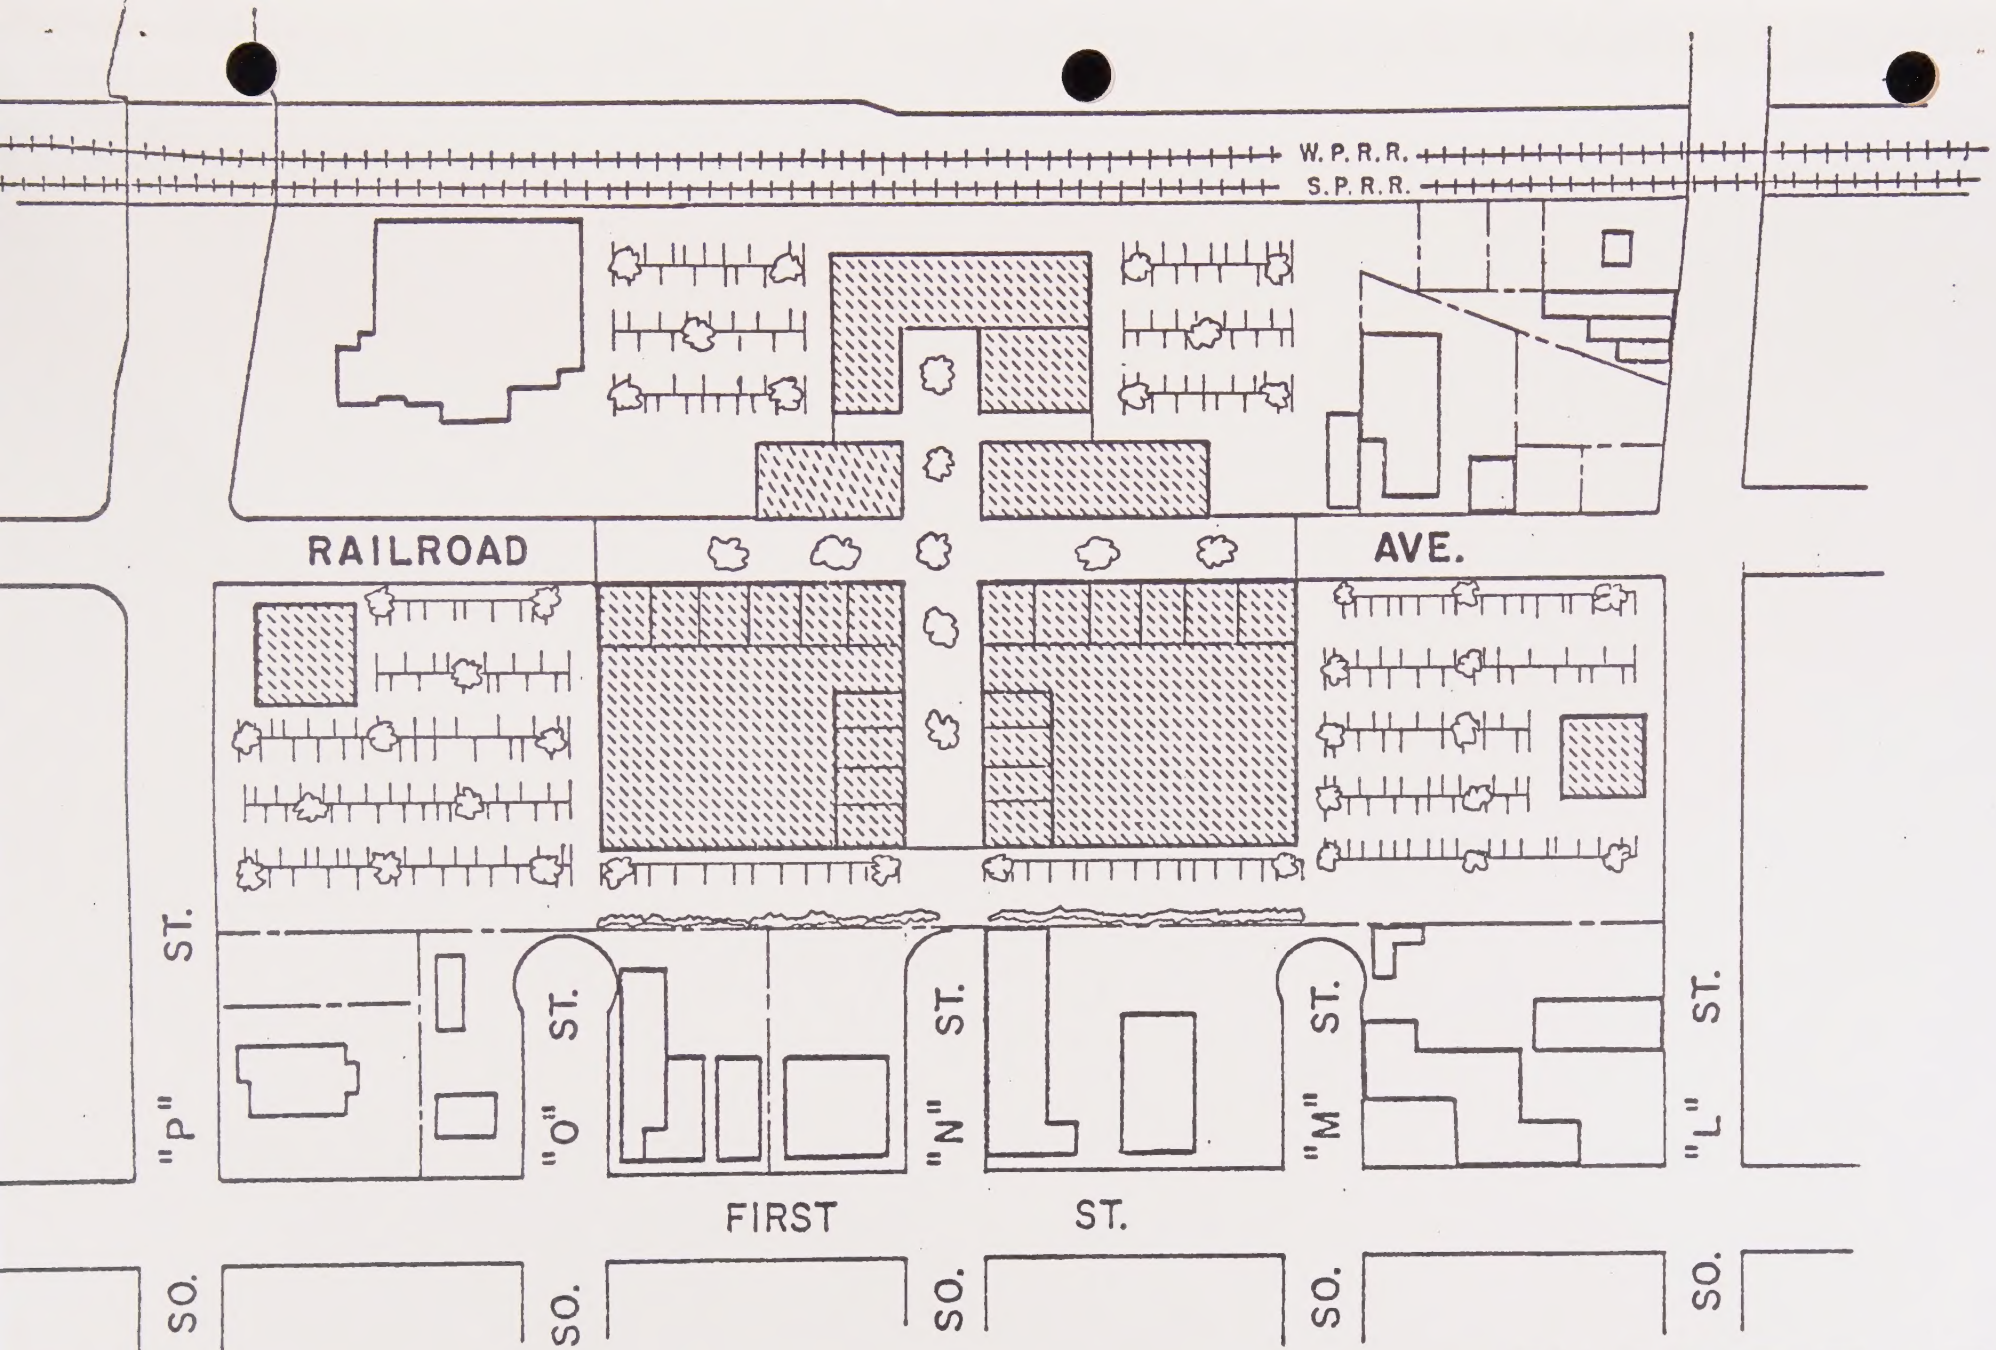 W. P. R. R.
S. P. R. R.
RAILROAD AVE.
SO. "P" ST.
SO. "O" ST.
SO. "N" ST.
SO. "M" ST.
SO. "L" ST.
FIRST ST.